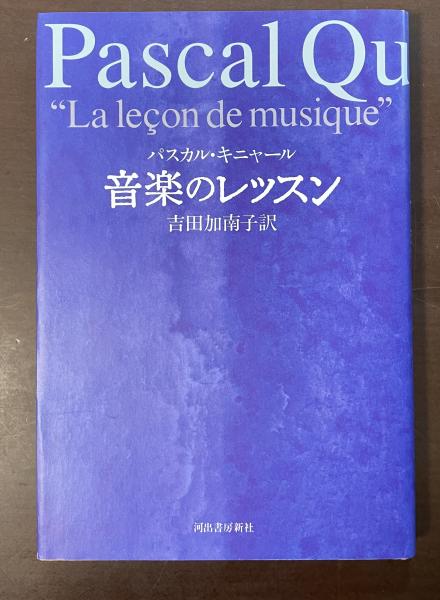 Pascal Qu
“La leçon de musique”
パスカル・キニャール
音楽のレッスン
吉田加南子訳
河出書房新社